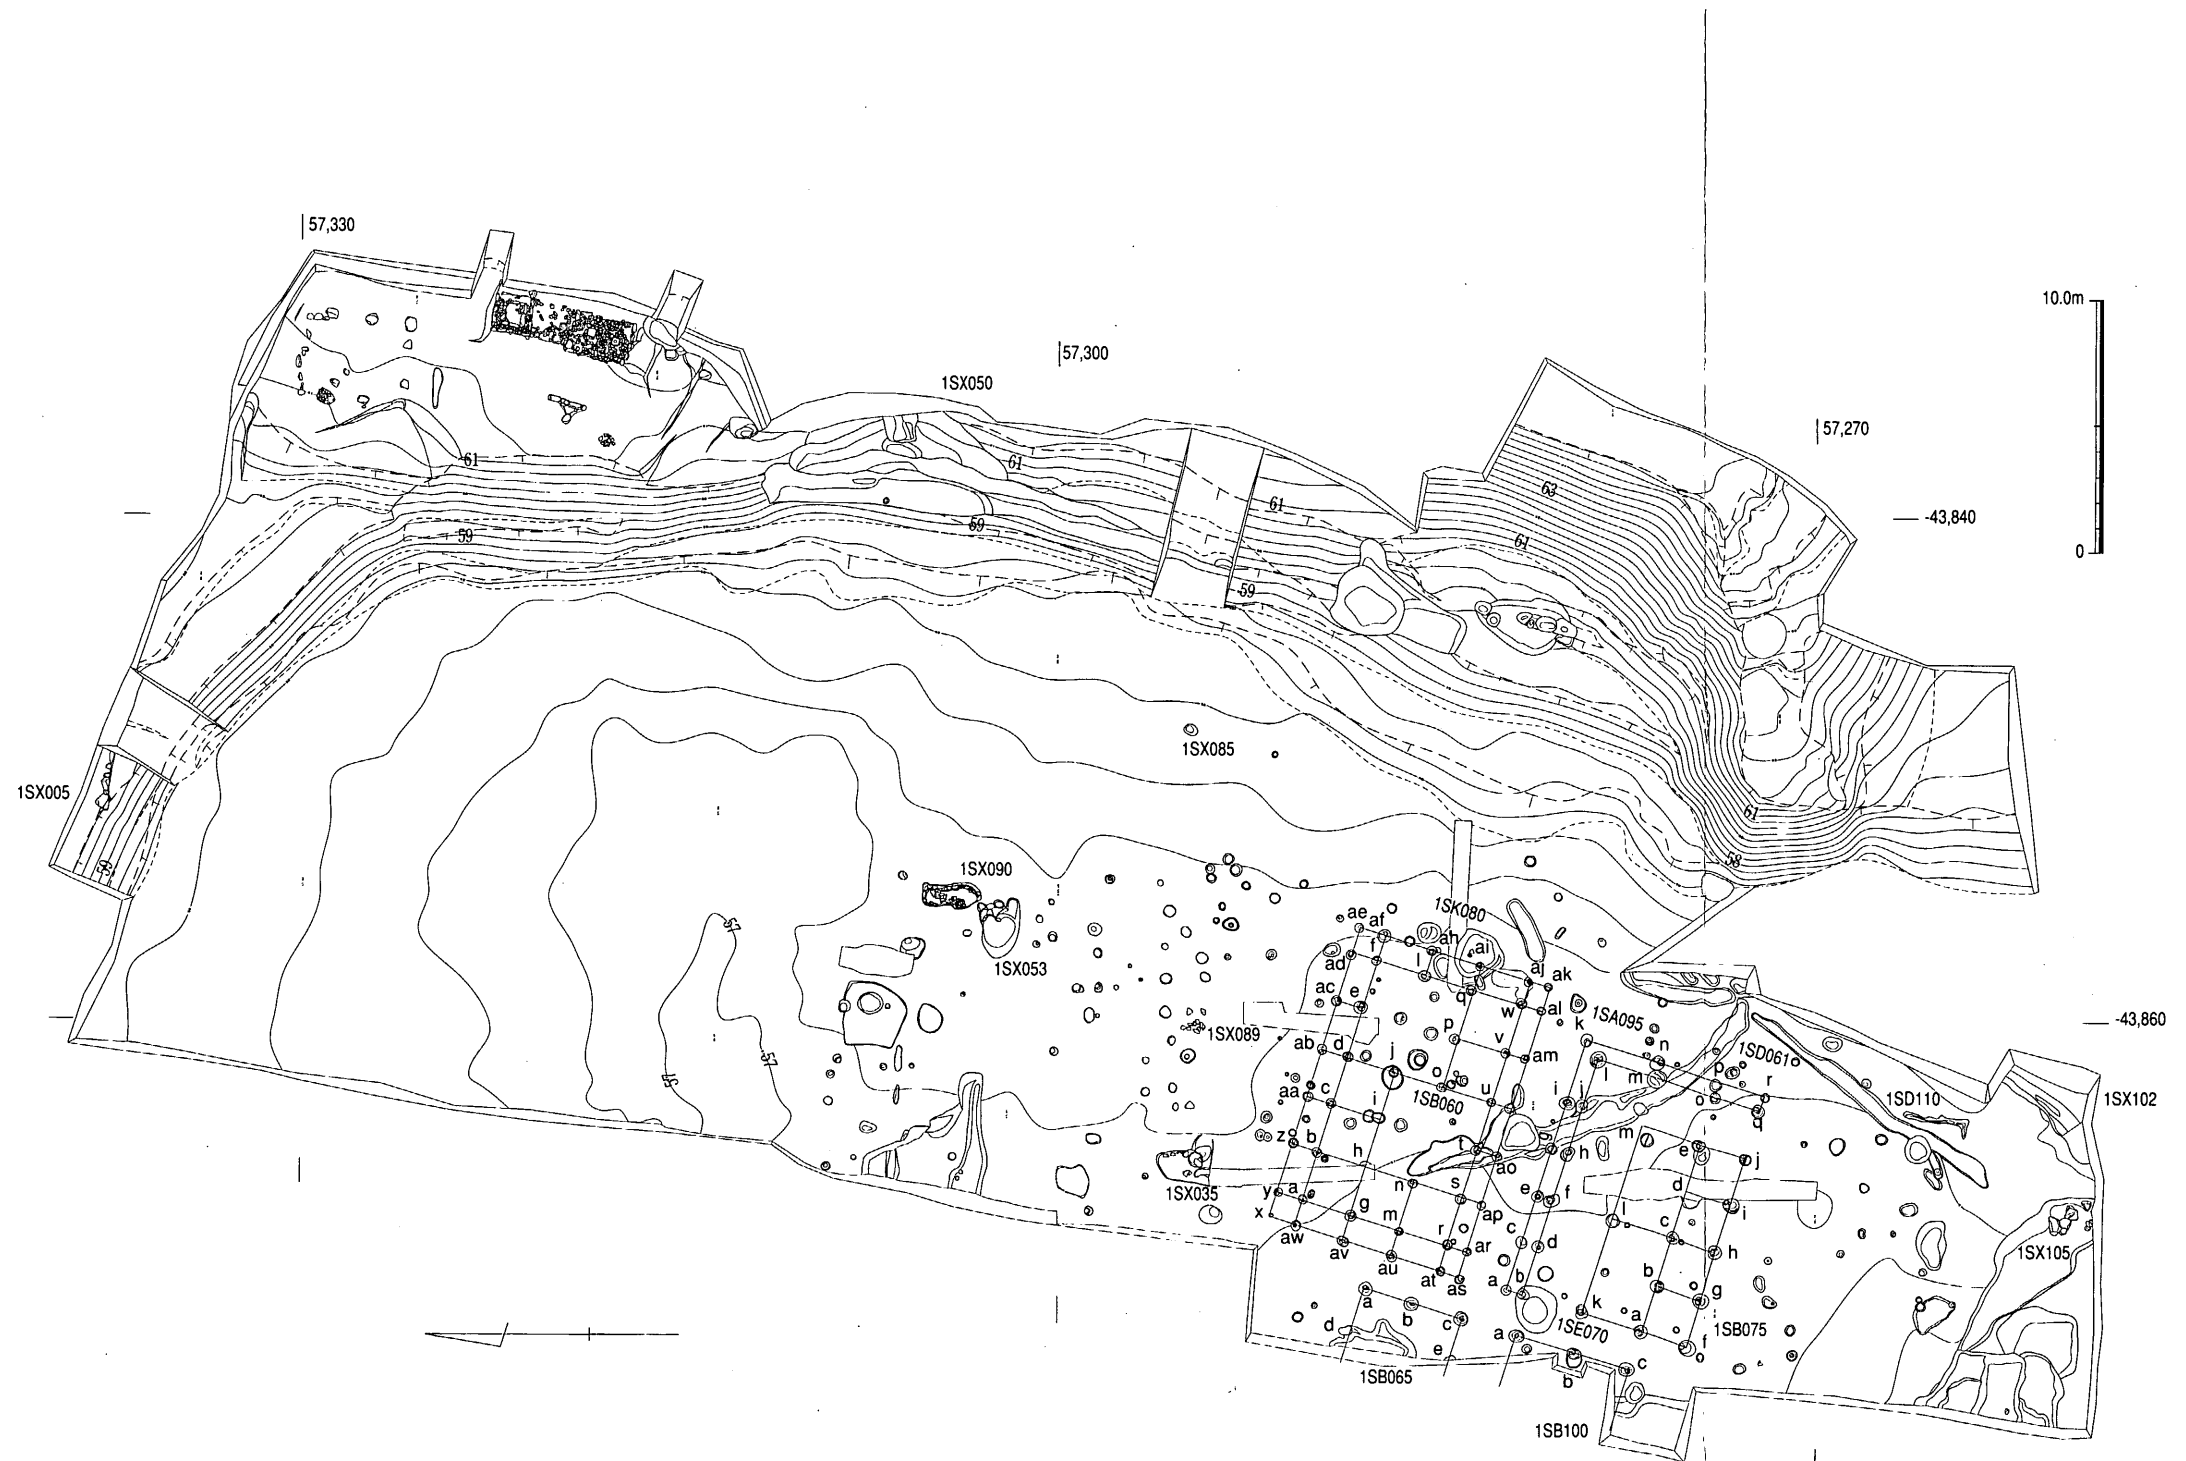 57,330
57,300
57,270
10.0m
0
-43,840
-43,860
1SX050
61
61
61
61
61
63
59
59
59
58
57
57
57
1SX005
1SX085
1SX090
1SX053
1SX089
1SX035
1SK080
1SA095
1SB060
1SD061
1SD110
1SX102
1SX105
1SE070
1SB075
1SB065
1SB100
ae af ah ai aj ak
ad f l q w al
ac e p v am
ab d j o u
aa c i t ao
z b h n s ap
y a g m r o ar
x aw av au at as
k n
l m p r
i j o q
h
e f
c d
a b
m e j
d i
l c h
b g
k a f
a b c
d e
a b c